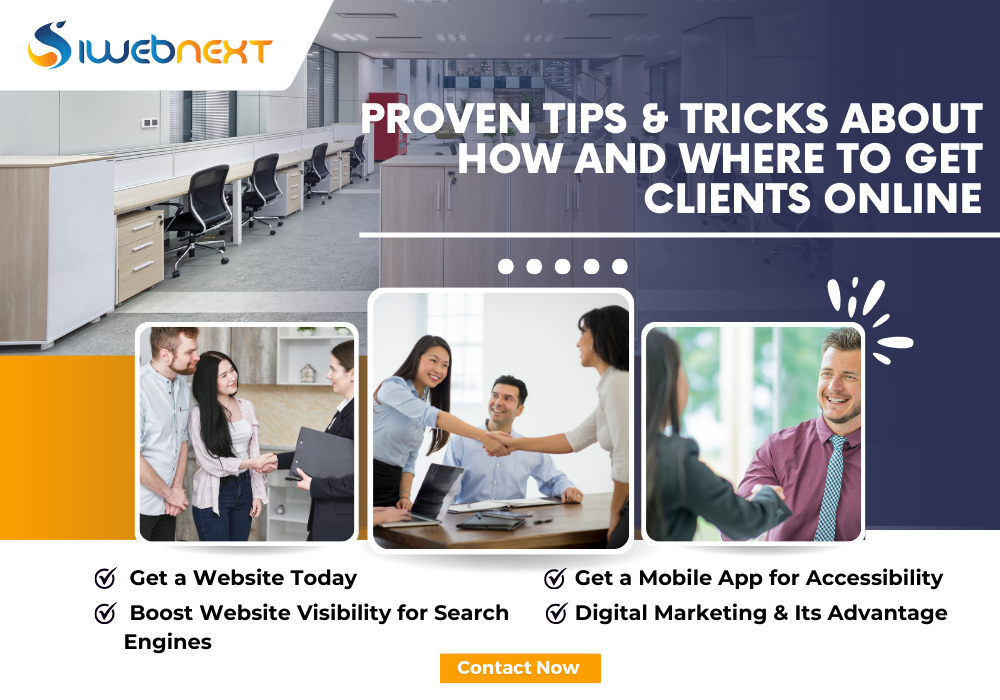 SIWEBNEXT
PROVEN TIPS & TRICKS ABOUT
HOW AND WHERE TO GET
CLIENTS ONLINE
Get a Website Today
Boost Website Visibility for Search
Engines
Get a Mobile App for Accessibility
Digital Marketing & Its Advantage
Contact Now